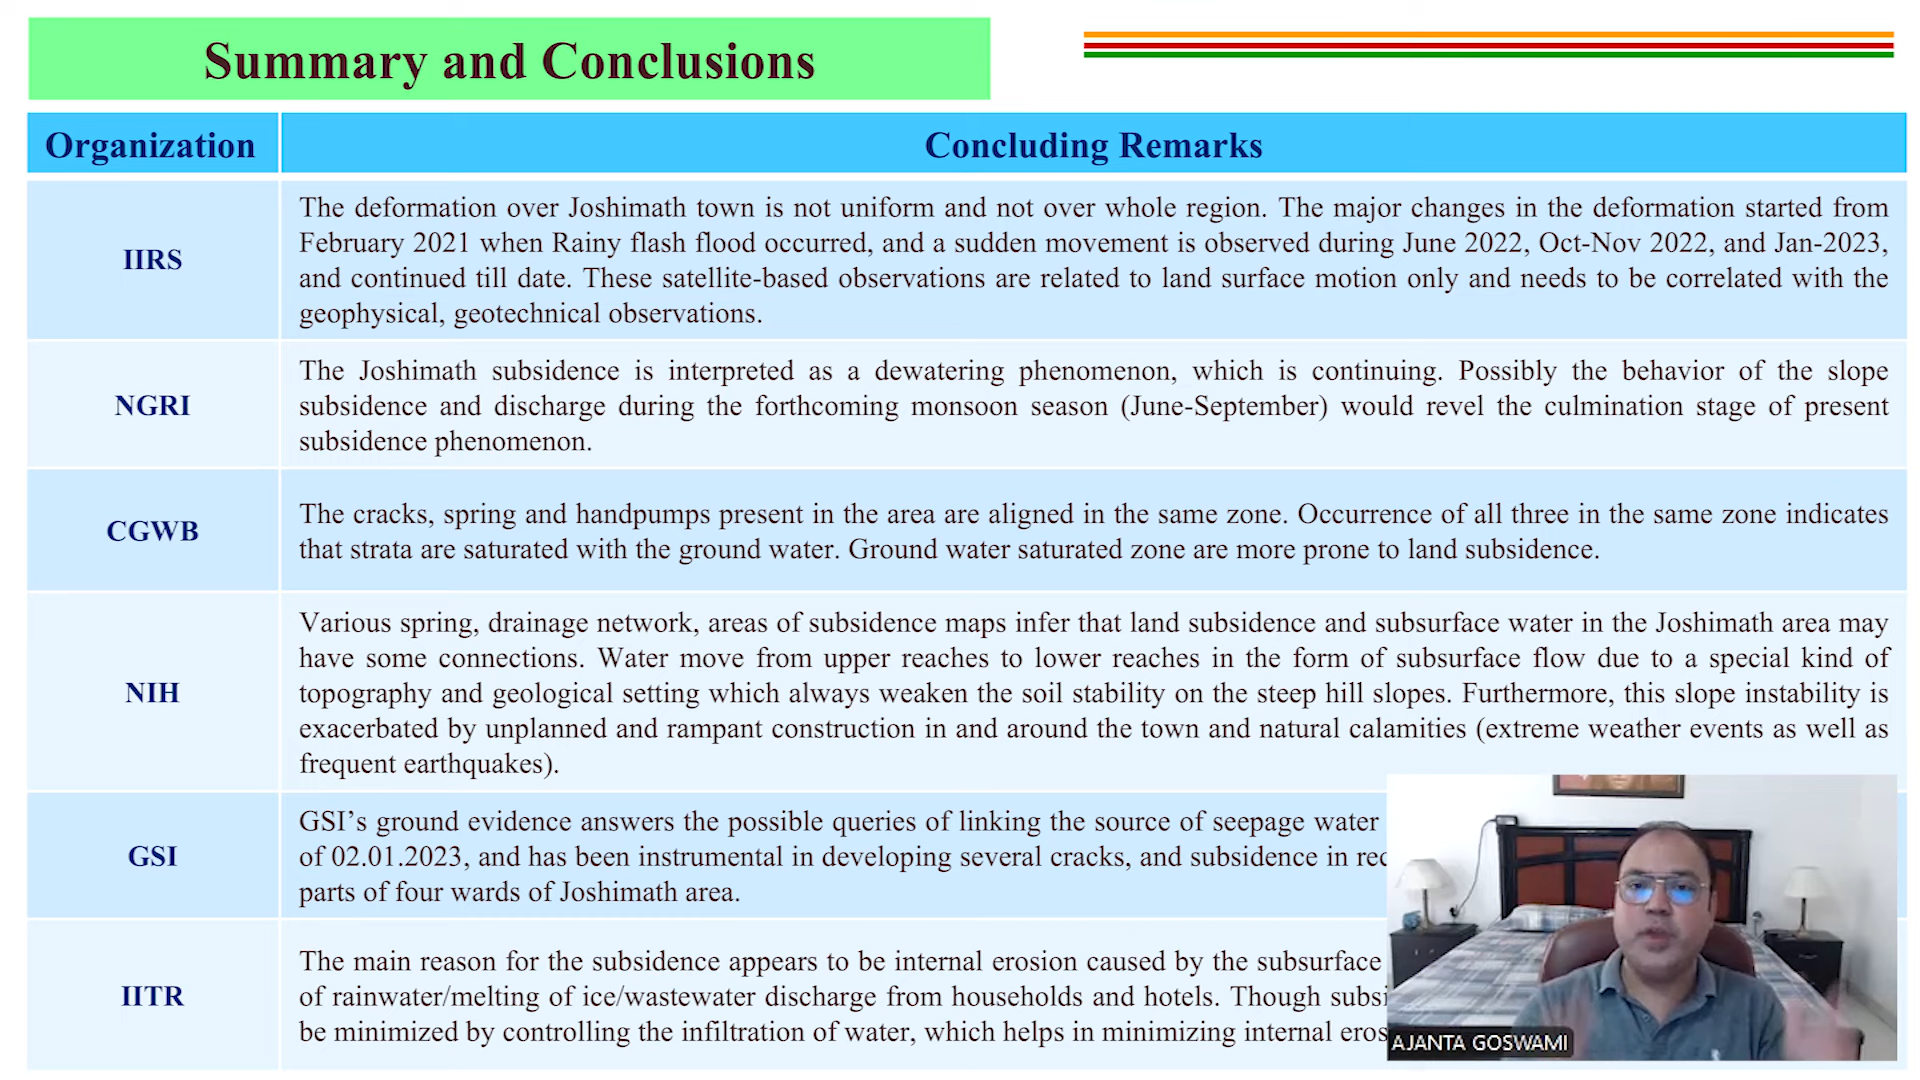 Summary and Conclusions
Organization
Concluding Remarks
IIRS
The deformation over Joshimath town is not uniform and not over whole region. The major changes in the deformation started from
February 2021 when Rainy flash flood occurred, and a sudden movement is observed during June 2022, Oct-Nov 2022, and Jan-2023,
and continued till date. These satellite-based observations are related to land surface motion only and needs to be correlated with the
geophysical, geotechnical observations.
NGRI
The Joshimath subsidence is interpreted as a dewatering phenomenon, which is continuing. Possibly the behavior of the slope
subsidence and discharge during the forthcoming monsoon season (June-September) would revel the culmination stage of present
subsidence phenomenon.
CGWB
The cracks, spring and handpumps present in the area are aligned in the same zone. Occurrence of all three in the same zone indicates
that strata are saturated with the ground water. Ground water saturated zone are more prone to land subsidence.
NIH
Various spring, drainage network, areas of subsidence maps infer that land subsidence and subsurface water in the Joshimath area may
have some connections. Water move from upper reaches to lower reaches in the form of subsurface flow due to a special kind of
topography and geological setting which always weaken the soil stability on the steep hill slopes. Furthermore, this slope instability is
exacerbated by unplanned and rampant construction in and around the town and natural calamities (extreme weather events as well as
frequent earthquakes).
GSI
GSI’s ground evidence answers the possible queries of linking the source of seepage water
of 02.01.2023, and has been instrumental in developing several cracks, and subsidence in
parts of four wards of Joshimath area.
IITR
The main reason for the subsidence appears to be internal erosion caused by the subsurface
of rainwater/melting of ice/wastewater discharge from households and hotels. Though
be minimized by controlling the infiltration of water, which helps in minimizing internal
AJANTA GOSWAMI